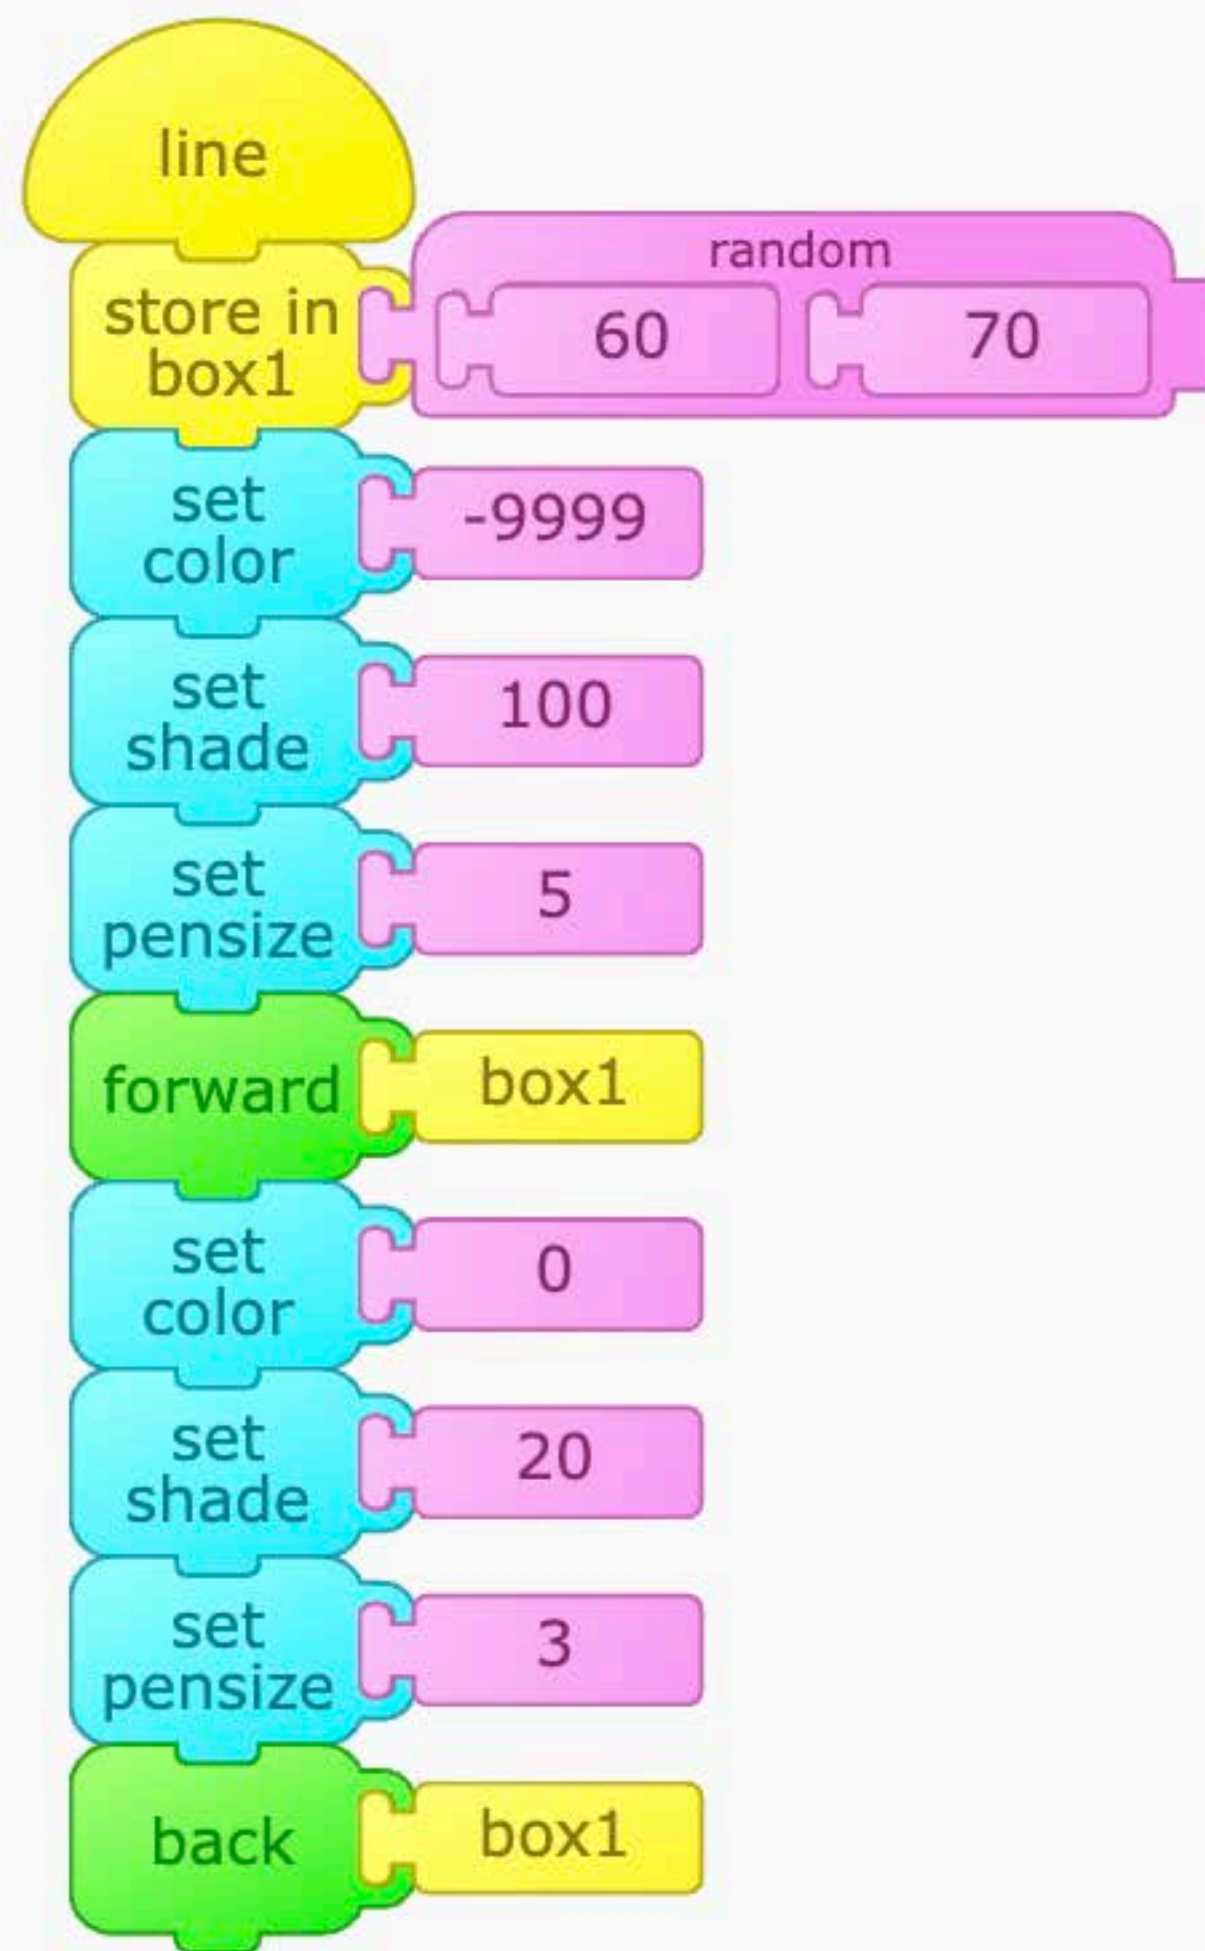 line
random
store in
box1
60
70
set
color
-9999
set
shade
100
set
pensize
5
forward
box1
set
color
0
set
shade
20
set
pensize
3
back
box1